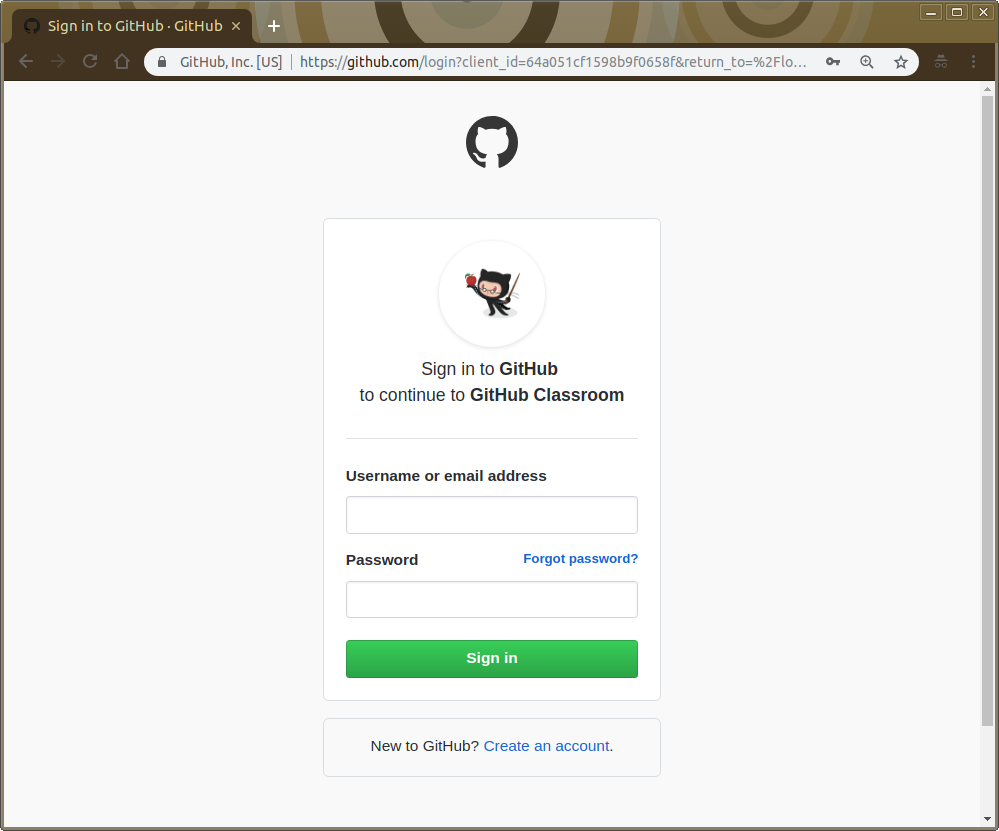 Sign in to GitHub · GitHub
GitHub, Inc. [US] https://github.com/login?client_id=64a051cf1598b9f0658f&return_to=%2Flo…
Sign in to GitHub
to continue to GitHub Classroom
Username or email address
Password Forgot password?
Sign in
New to GitHub? Create an account.